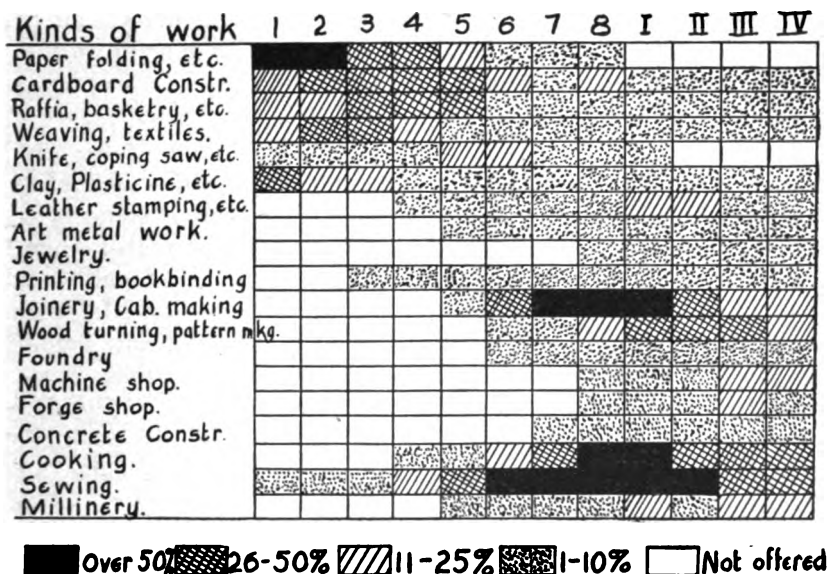 Kinds of work 1 2 3 4 5 6 7 8 I II III IV
Paper folding, etc.
Cardboard Constr.
Raffia, basketry, etc.
Weaving, textiles.
Knife, coping saw, etc.
Clay, Plasticine, etc.
Leather stamping, etc.
Art metal work.
Jewelry.
Printing, bookbinding
Joinery, Cab. making
Wood turning, pattern mkg.
Foundry
Machine shop.
Forge shop.
Concrete Constr.
Cooking.
Sewing.
Millinery.
Over 50% 26-50% 11-25% 1-10% Not offered